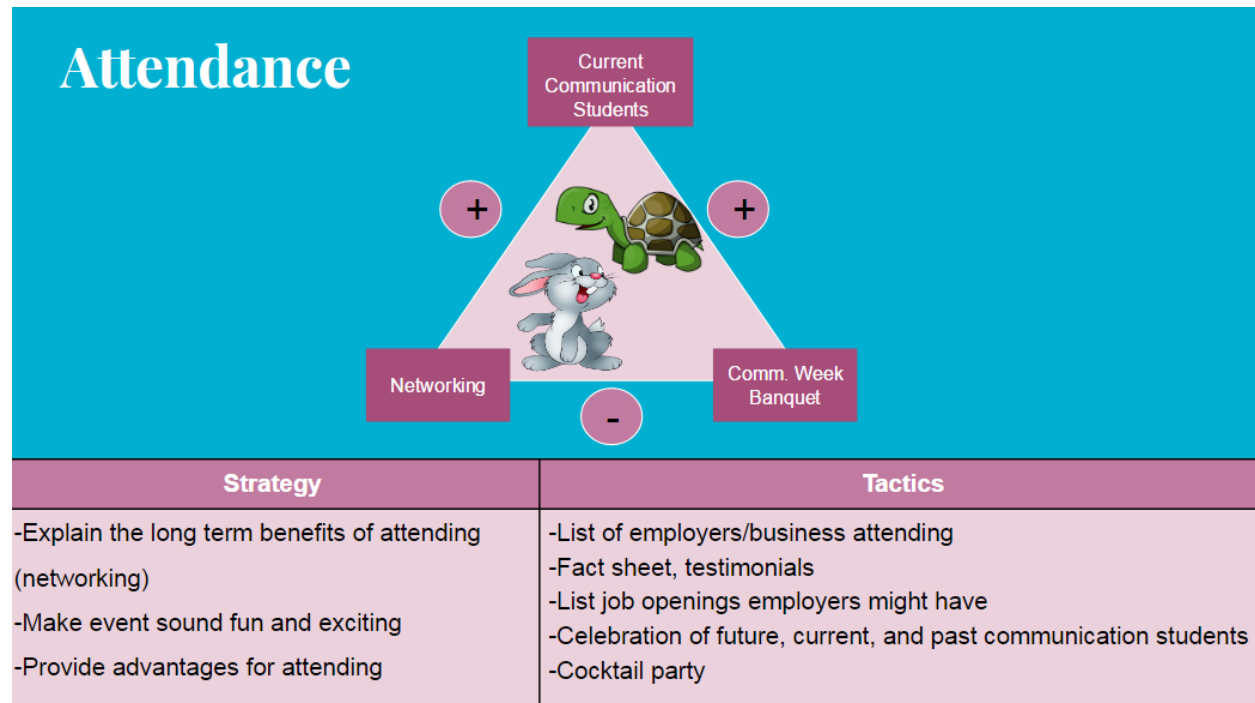 Attendance
Current
Communication
Students
+
+
Networking
Comm. Week
Banquet
-
Strategy
Tactics
-Explain the long term benefits of attending
(networking)
-Make event sound fun and exciting
-Provide advantages for attending
-List of employers/business attending
-Fact sheet, testimonials
-List job openings employers might have
-Celebration of future, current, and past communication students
-Cocktail party